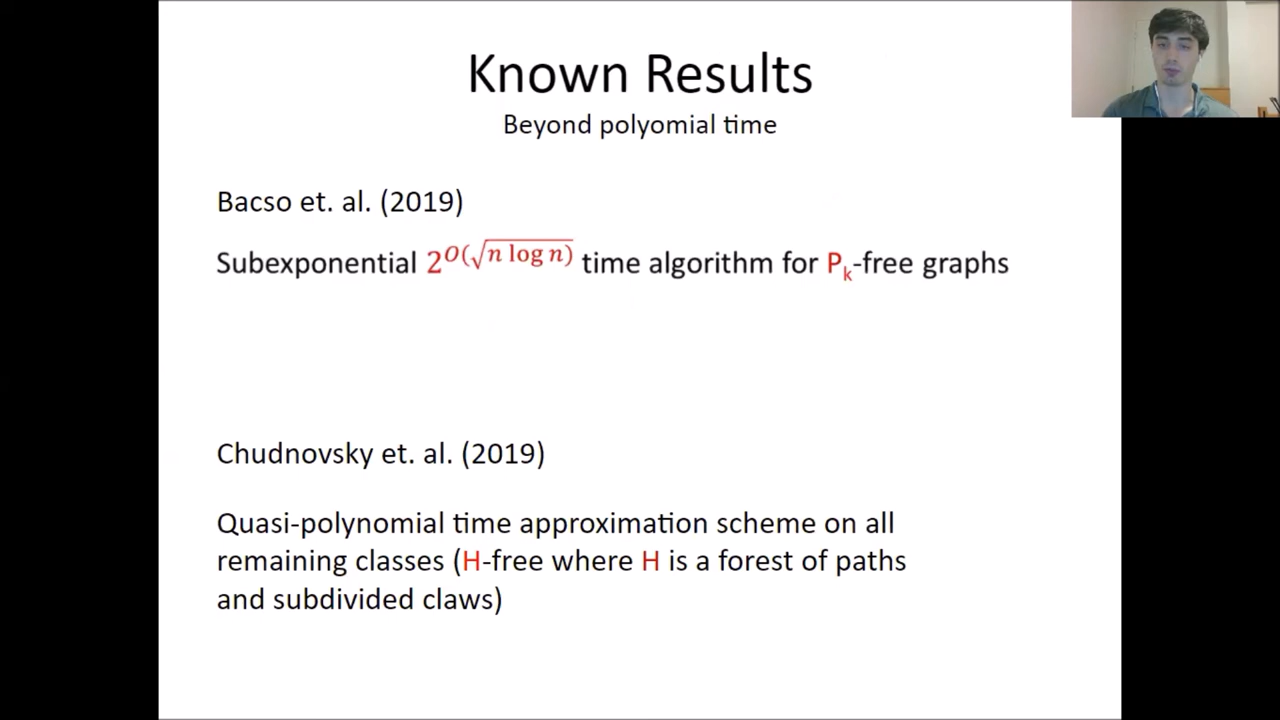 Known Results
Beyond polyomial time
Bacso et. al. (2019)
Subexponential 2^{O(√(n log n))} time algorithm for P_k-free graphs
Chudnovsky et. al. (2019)
Quasi-polynomial time approximation scheme on all
remaining classes (H-free where H is a forest of paths
and subdivided claws)